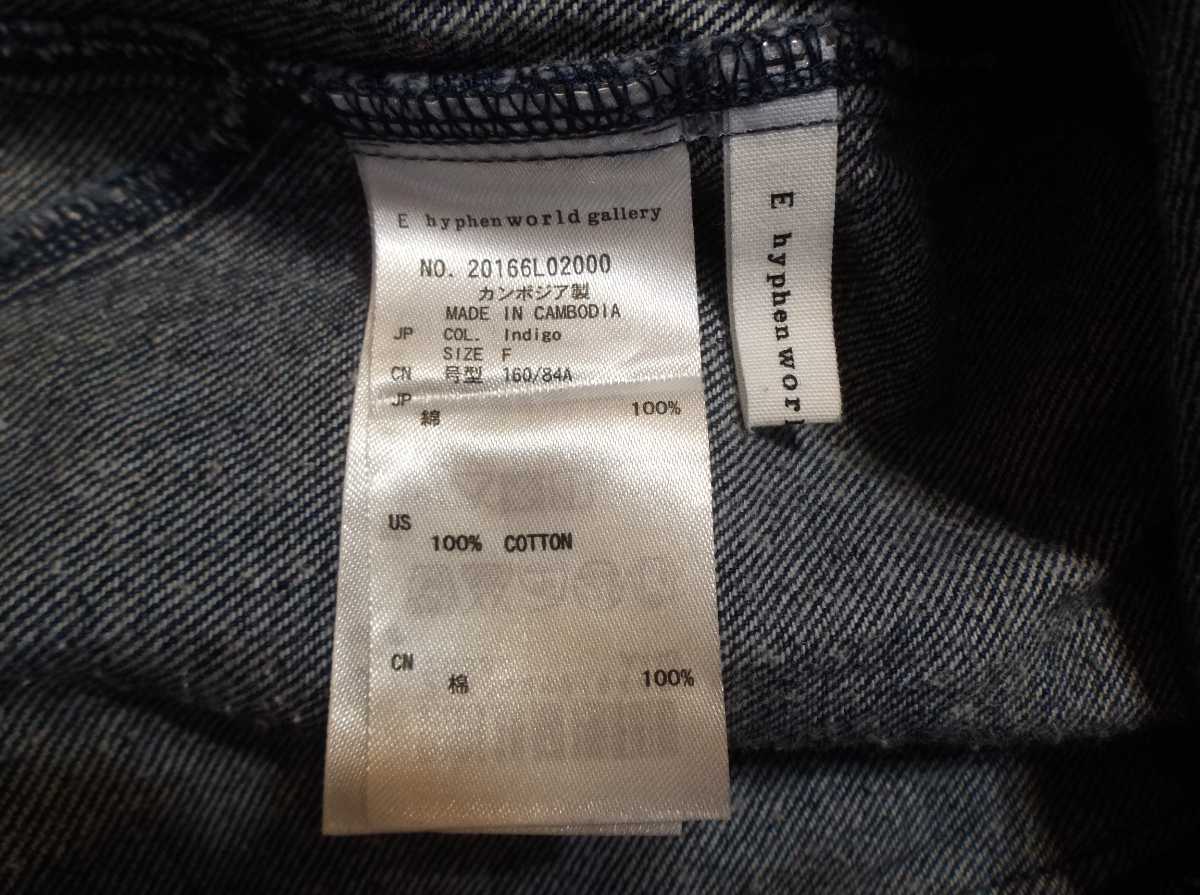 E hyphen world gallery
NO. 20166L02000
カンボジア製
MADE IN CAMBODIA
JP COL. Indigo
SIZE F
CN 号型 160/84A
JP
綿 100%
US
100% COTTON
CN
棉 100%
E hyphen wor